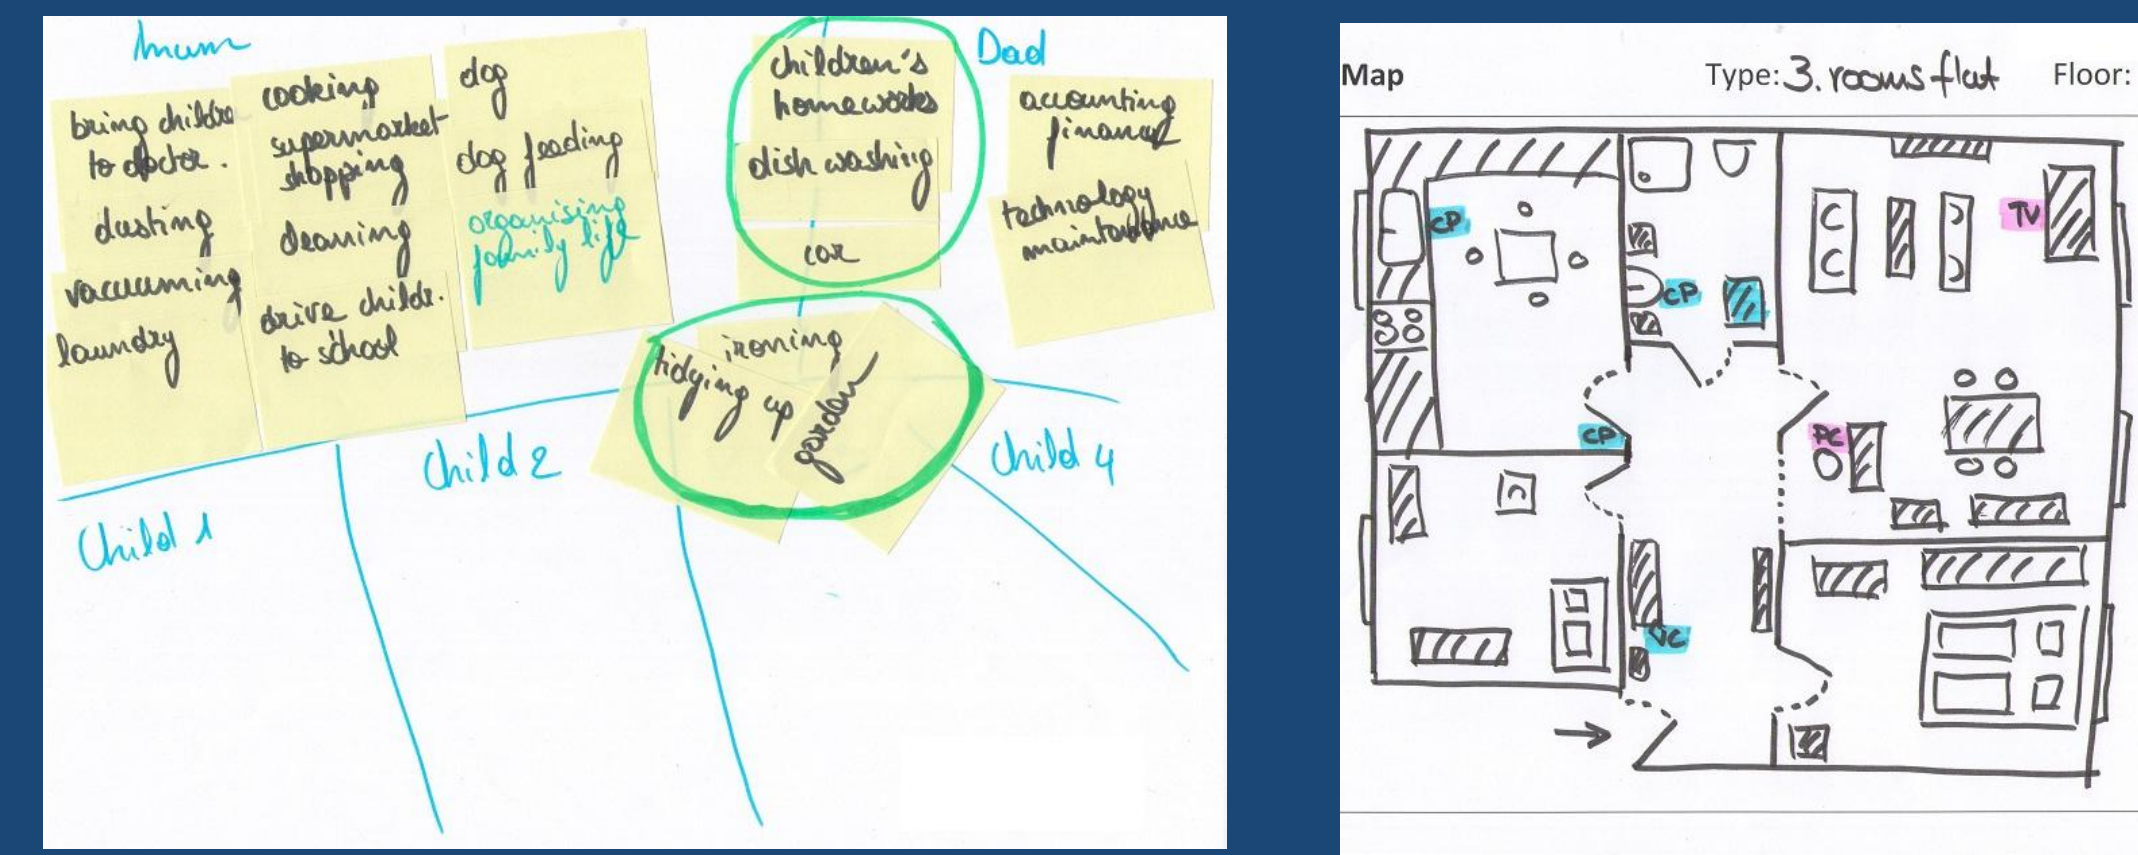 Mum
bring childre
to doctor.
dusting
vacuuming
laundry
cooking
supermarket
shopping
cleaning
drive childr.
to school
dog
dog feeding
organising
family life
children's
homeworks
dish washing
car
Dad
accounting
finance
technology
maintenance
ironing
tidying up
garden
Child 1
Child 2
Child 4
Map Type: 3. rooms flat Floor:
CP
TV
CP
CP
PC
VC